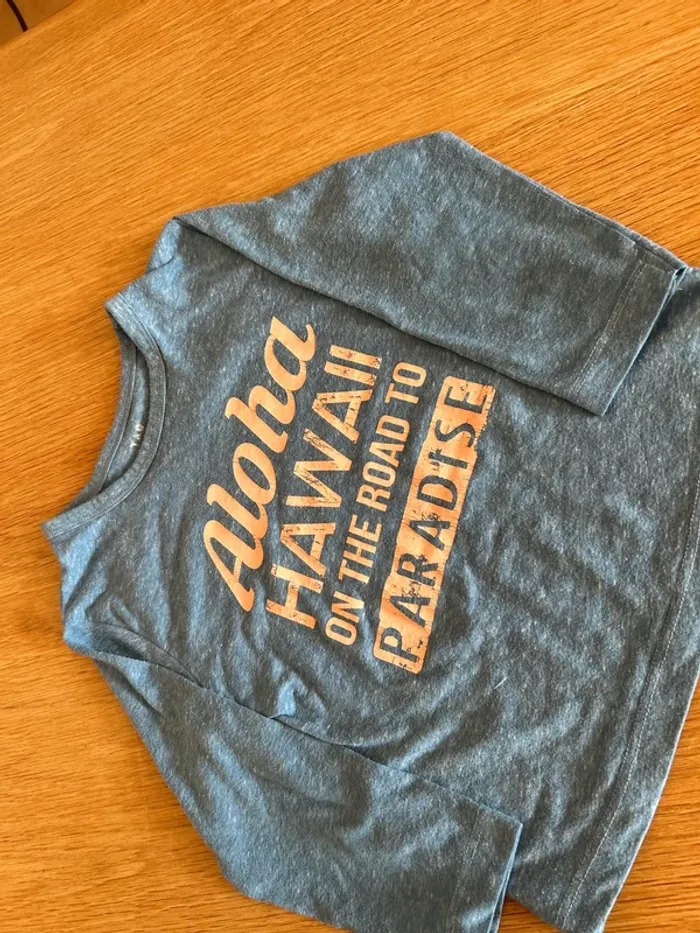 Aloha
HAWAII
ON THE ROAD TO
PARADISE